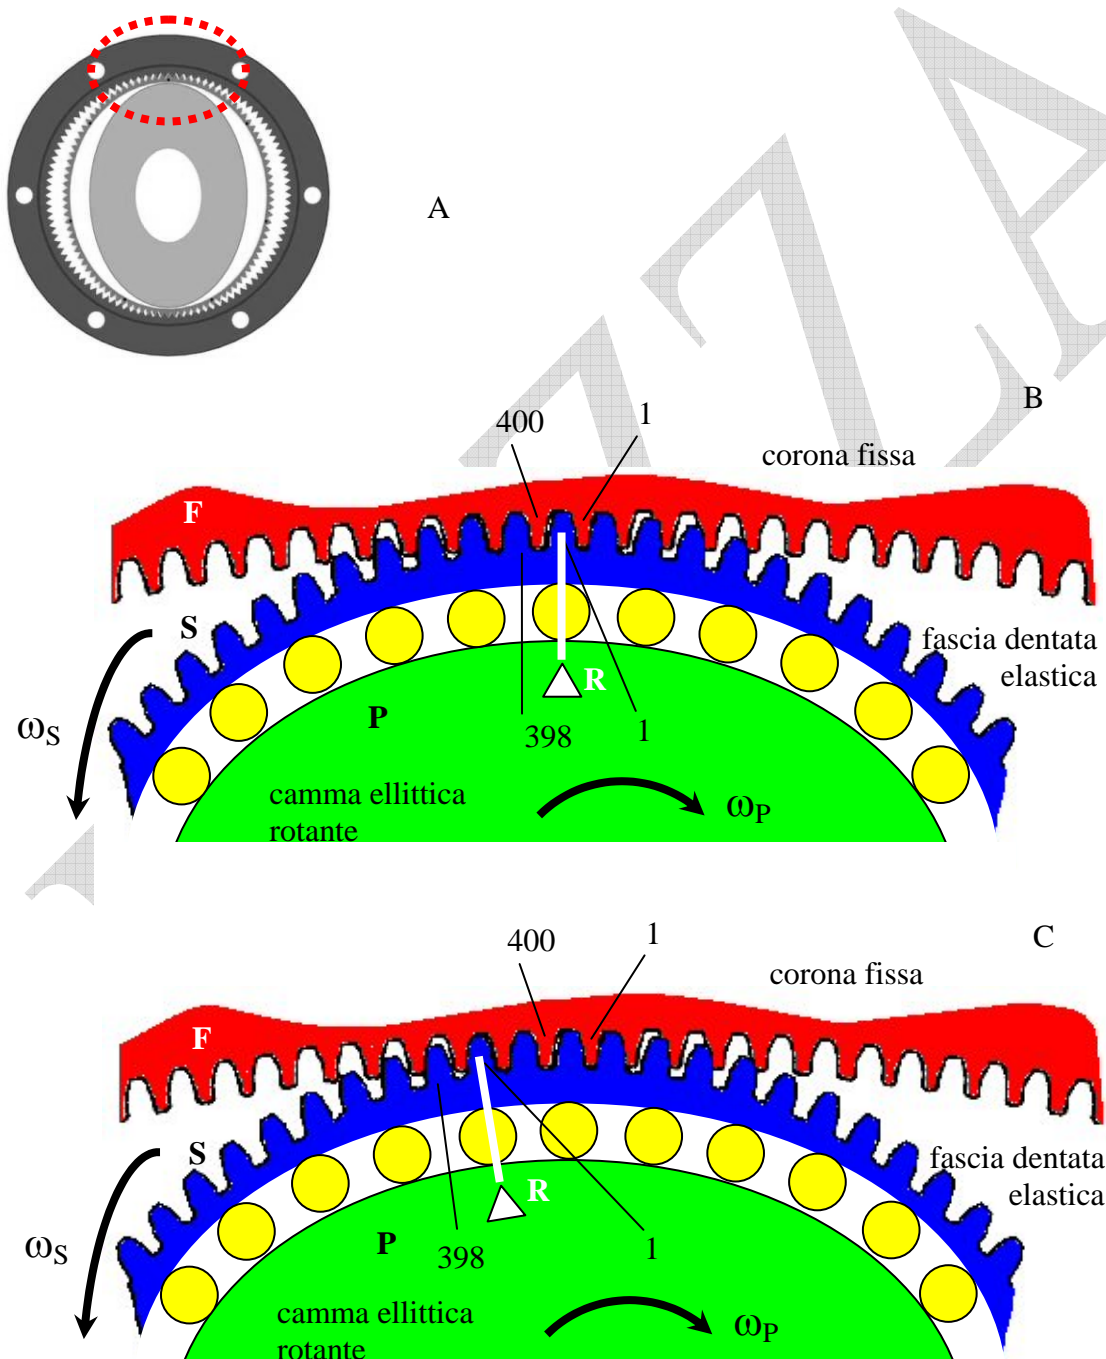 A
B
400
1
corona fissa
F
S
fascia dentata
elastica
R
ωS
P
398
1
camma ellittica
rotante
ωP
C
400
1
corona fissa
F
S
fascia dentata
elastica
R
ωS
P
398
1
camma ellittica
rotante
ωP